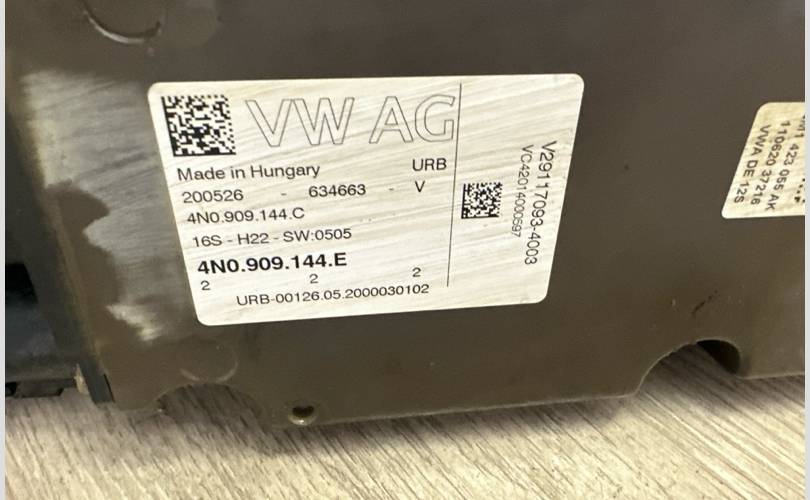 VW AG
Made in Hungary URB
200526 - 634663 - V
4N0.909.144.C
16S - H22 - SW:0505
4N0.909.144.E
2 2 2
URB-00126.05.2000030102
V29117093-4003
VC42014000597
423 055 AK
110620 37216
VWA DE 12S